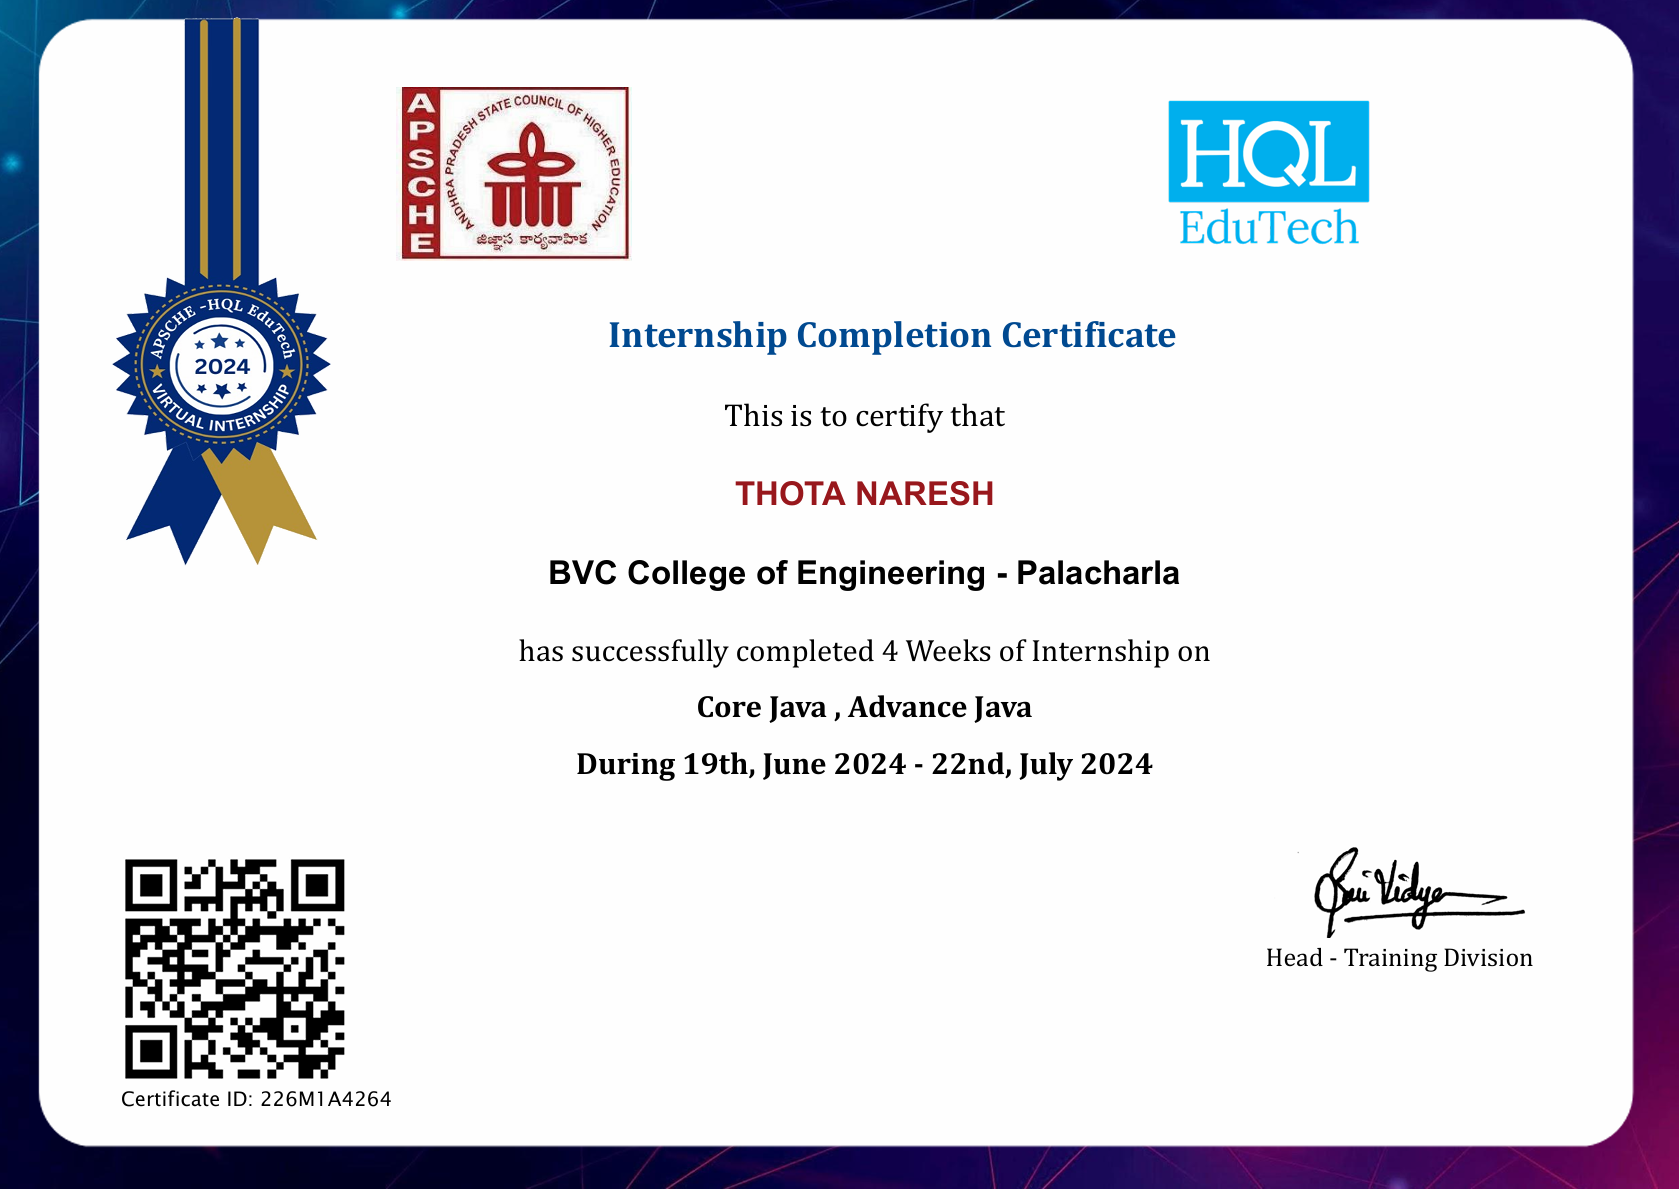 APSCHE
ANDHRA PRADESH STATE COUNCIL OF HIGHER EDUCATION
జిజ్ఞాస కార్యవాహిక
HQL
EduTech
APSCHE -HQL EduTech
2024
VIRTUAL INTERNSHIP
Internship Completion Certificate
This is to certify that
THOTA NARESH
BVC College of Engineering - Palacharla
has successfully completed 4 Weeks of Internship on
Core Java , Advance Java
During 19th, June 2024 - 22nd, July 2024
Sai Vidya
Head - Training Division
Certificate ID: 226M1A4264